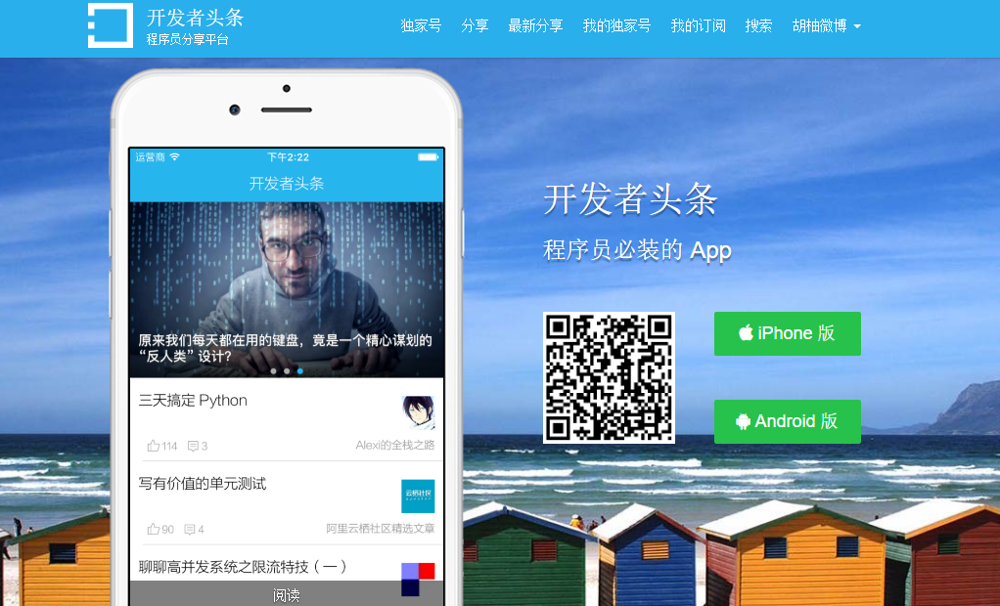 开发者头条
程序员分享平台
独家号 分享 最新分享 我的独家号 我的订阅 搜索 胡柚微博
运营商 下午2:22
开发者头条
原来我们每天都在用的键盘，竟是一个精心谋划的
“反人类” 设计?
三天搞定 Python
114 3 Alexi的全栈之路
写有价值的单元测试
云栖社区
90 4 阿里云栖社区精选文章
聊聊高并发系统之限流特技（一）
阅读
开发者头条
程序员必装的 App
iPhone 版
Android 版